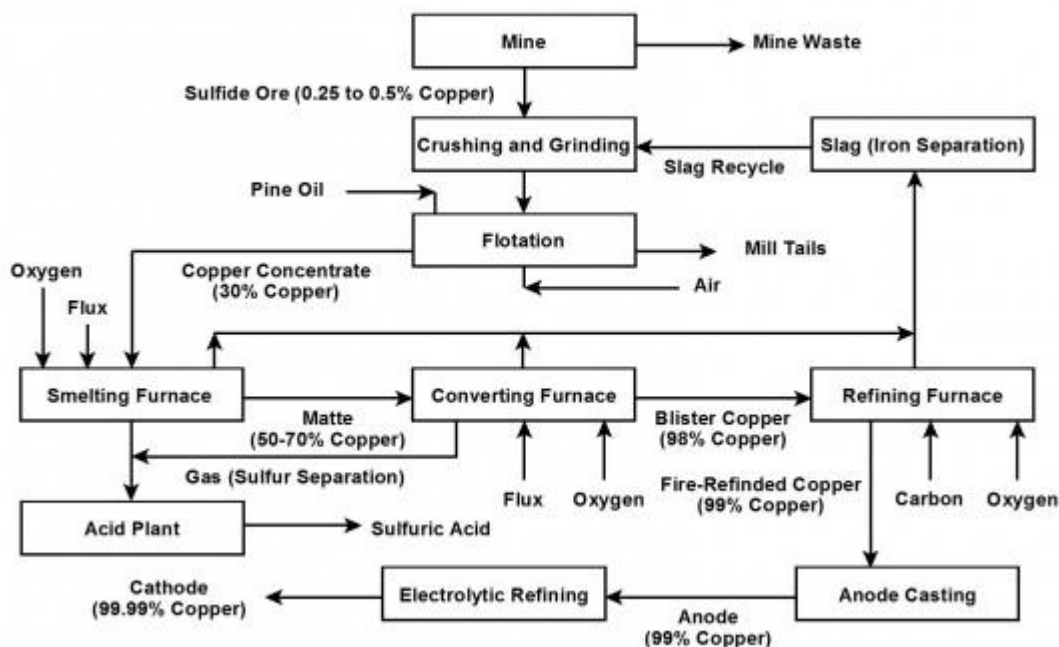 Mine
Mine Waste
Sulfide Ore (0.25 to 0.5% Copper)
Crushing and Grinding
Slag (Iron Separation)
Slag Recycle
Pine Oil
Flotation
Mill Tails
Oxygen
Copper Concentrate
(30% Copper)
Air
Flux
Smelting Furnace
Converting Furnace
Refining Furnace
Matte
(50-70% Copper)
Blister Copper
(98% Copper)
Gas (Sulfur Separation)
Flux
Oxygen
Fire-Refinded Copper
(99% Copper)
Carbon
Oxygen
Acid Plant
Sulfuric Acid
Cathode
(99.99% Copper)
Electrolytic Refining
Anode
(99% Copper)
Anode Casting